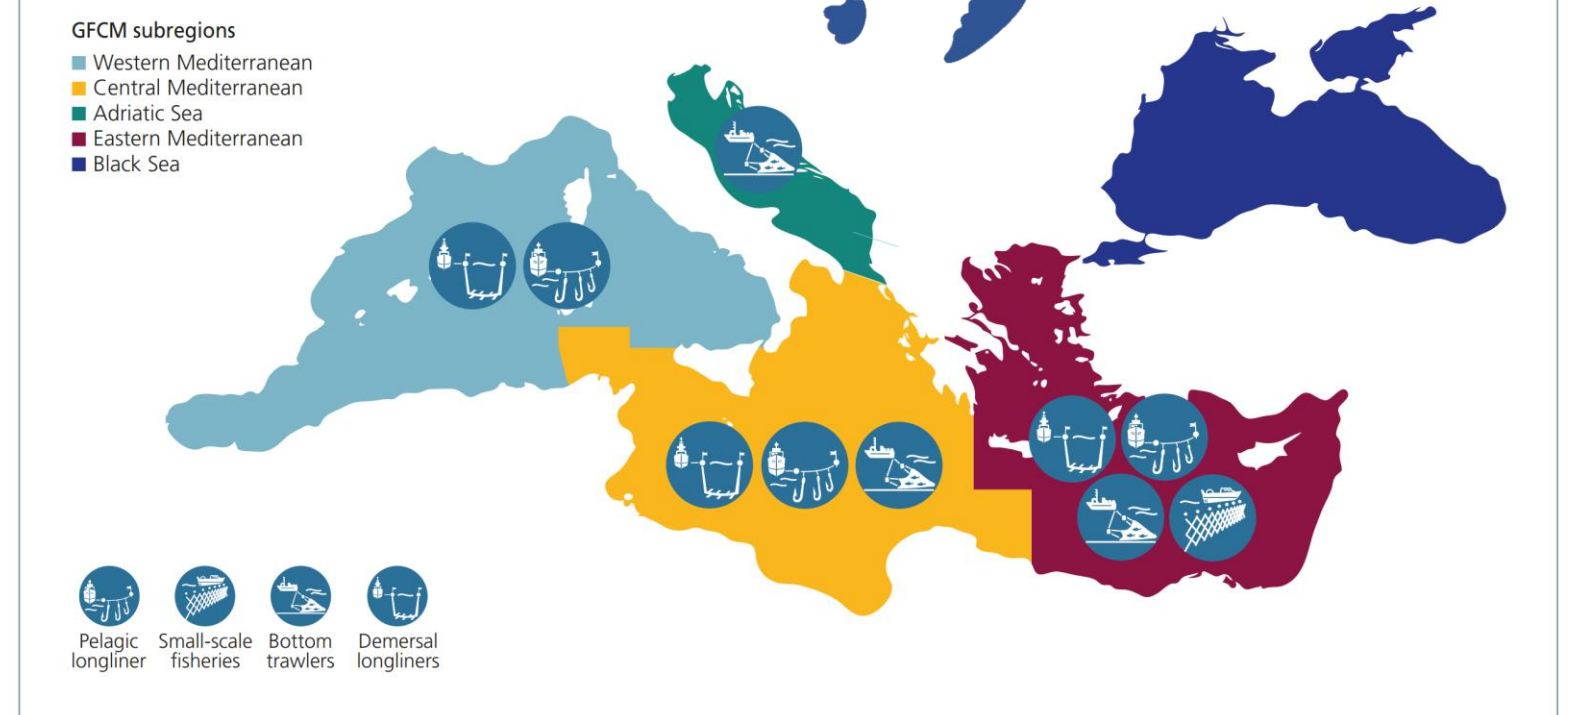 GFCM subregions
Western Mediterranean
Central Mediterranean
Adriatic Sea
Eastern Mediterranean
Black Sea
Pelagic
longliner
Small-scale
fisheries
Bottom
trawlers
Demersal
longliners